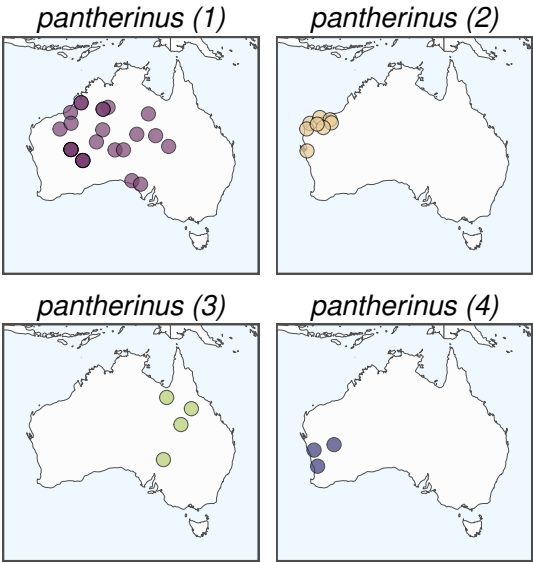 pantherinus (1)
pantherinus (2)
pantherinus (3)
pantherinus (4)